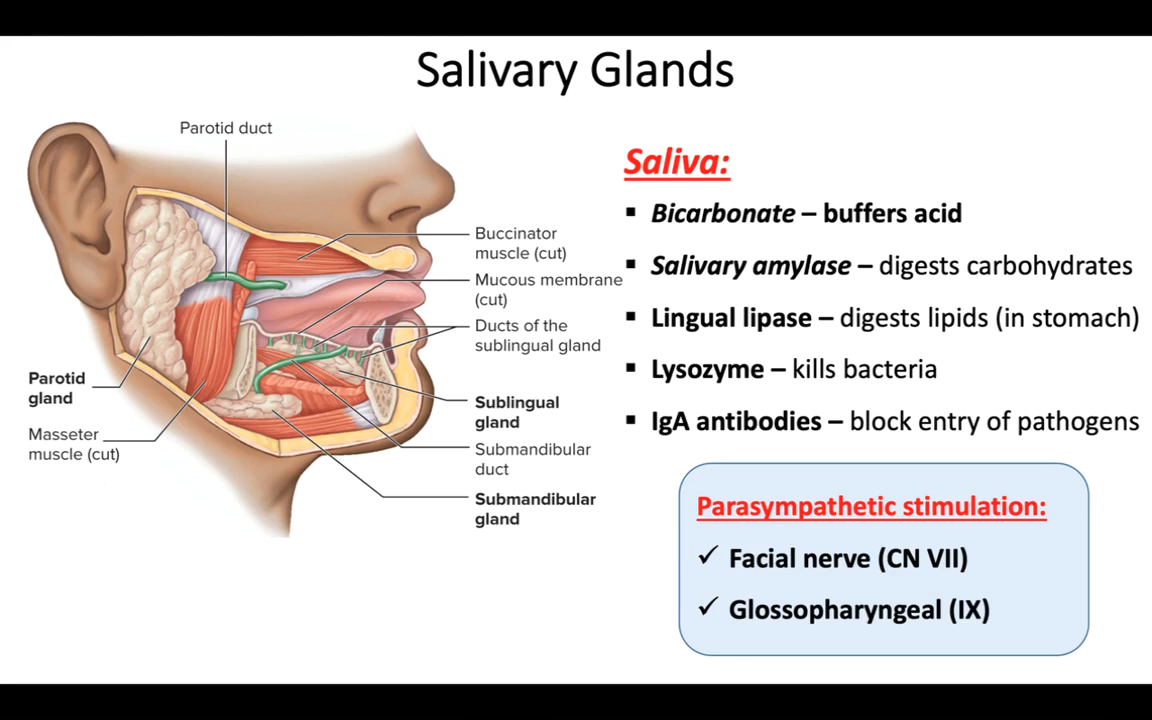 Salivary Glands
Parotid duct
Buccinator
muscle (cut)
Mucous membrane
(cut)
Ducts of the
sublingual gland
Parotid
gland
Masseter
muscle (cut)
Sublingual
gland
Submandibular
duct
Submandibular
gland
Saliva:
▪ Bicarbonate – buffers acid
▪ Salivary amylase – digests carbohydrates
▪ Lingual lipase – digests lipids (in stomach)
▪ Lysozyme – kills bacteria
▪ IgA antibodies – block entry of pathogens
Parasympathetic stimulation:
✓ Facial nerve (CN VII)
✓ Glossopharyngeal (IX)